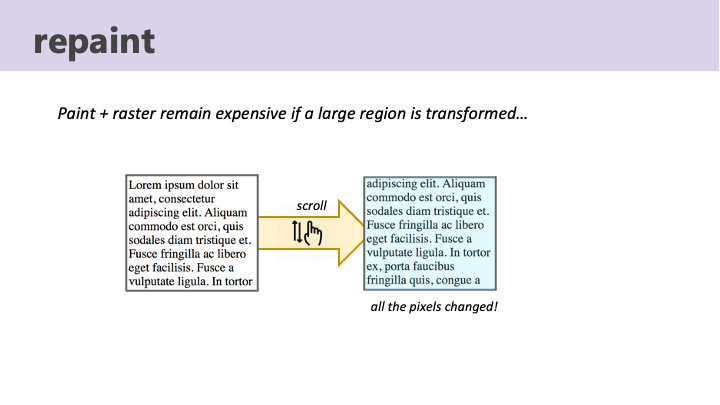 repaint
Paint + raster remain expensive if a large region is transformed…
Lorem ipsum dolor sit
amet, consectetur
adipiscing elit. Aliquam
commodo est orci, quis
sodales diam tristique et.
Fusce fringilla ac libero
eget facilisis. Fusce a
vulputate ligula. In tortor
scroll
adipiscing elit. Aliquam
commodo est orci, quis
sodales diam tristique et.
Fusce fringilla ac libero
eget facilisis. Fusce a
vulputate ligula. In tortor
ex, porta faucibus
fringilla quis, congue a
all the pixels changed!